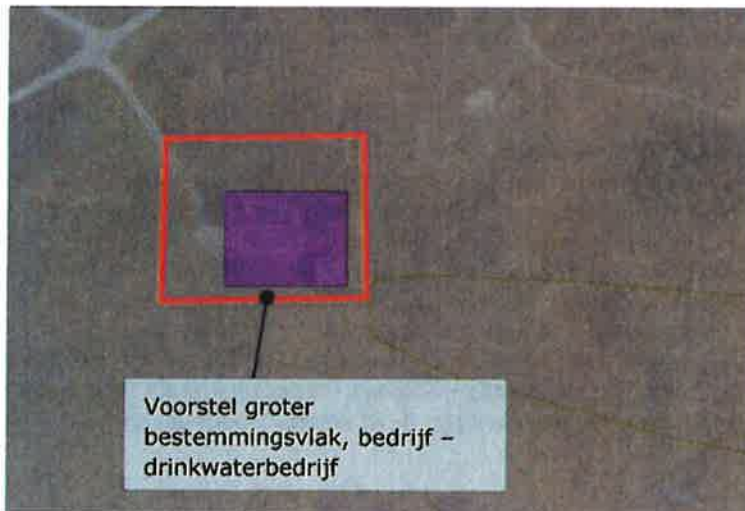 Voorstel groter
bestemmingsvlak, bedrijf –
drinkwaterbedrijf